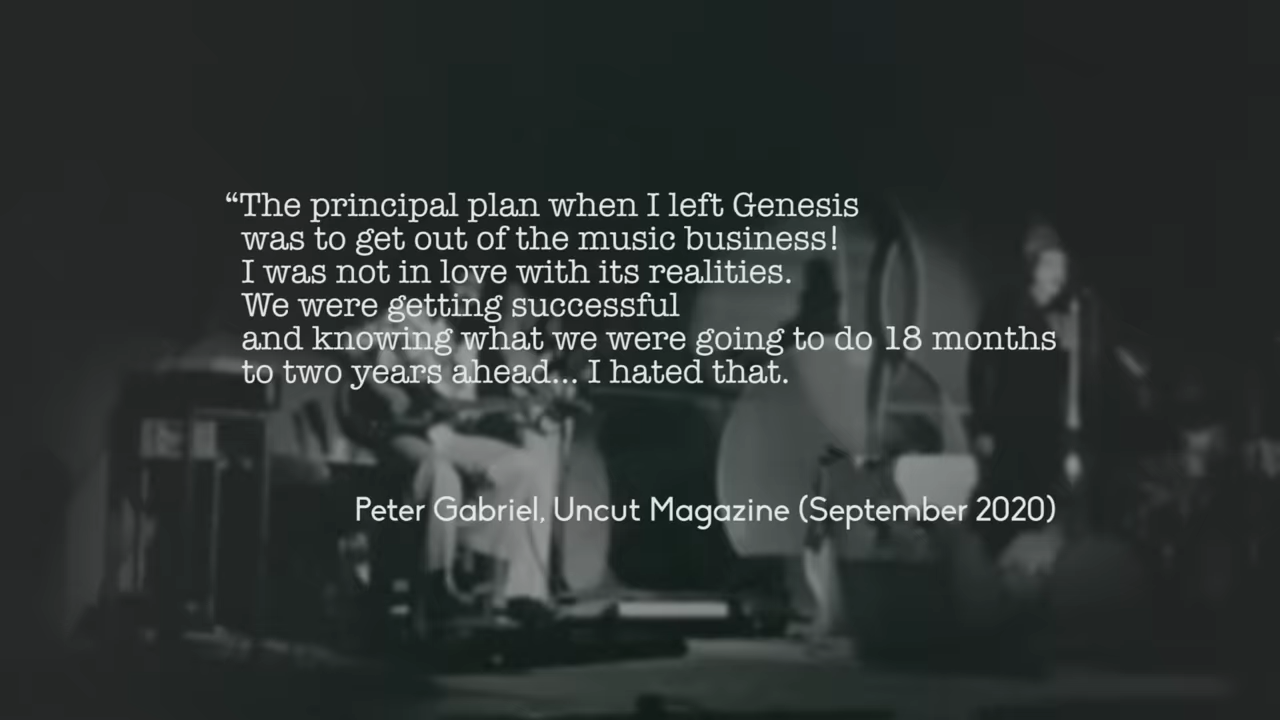 “The principal plan when I left Genesis
was to get out of the music business!
I was not in love with its realities.
We were getting successful
and knowing what we were going to do 18 months
to two years ahead... I hated that.
Peter Gabriel, Uncut Magazine (September 2020)